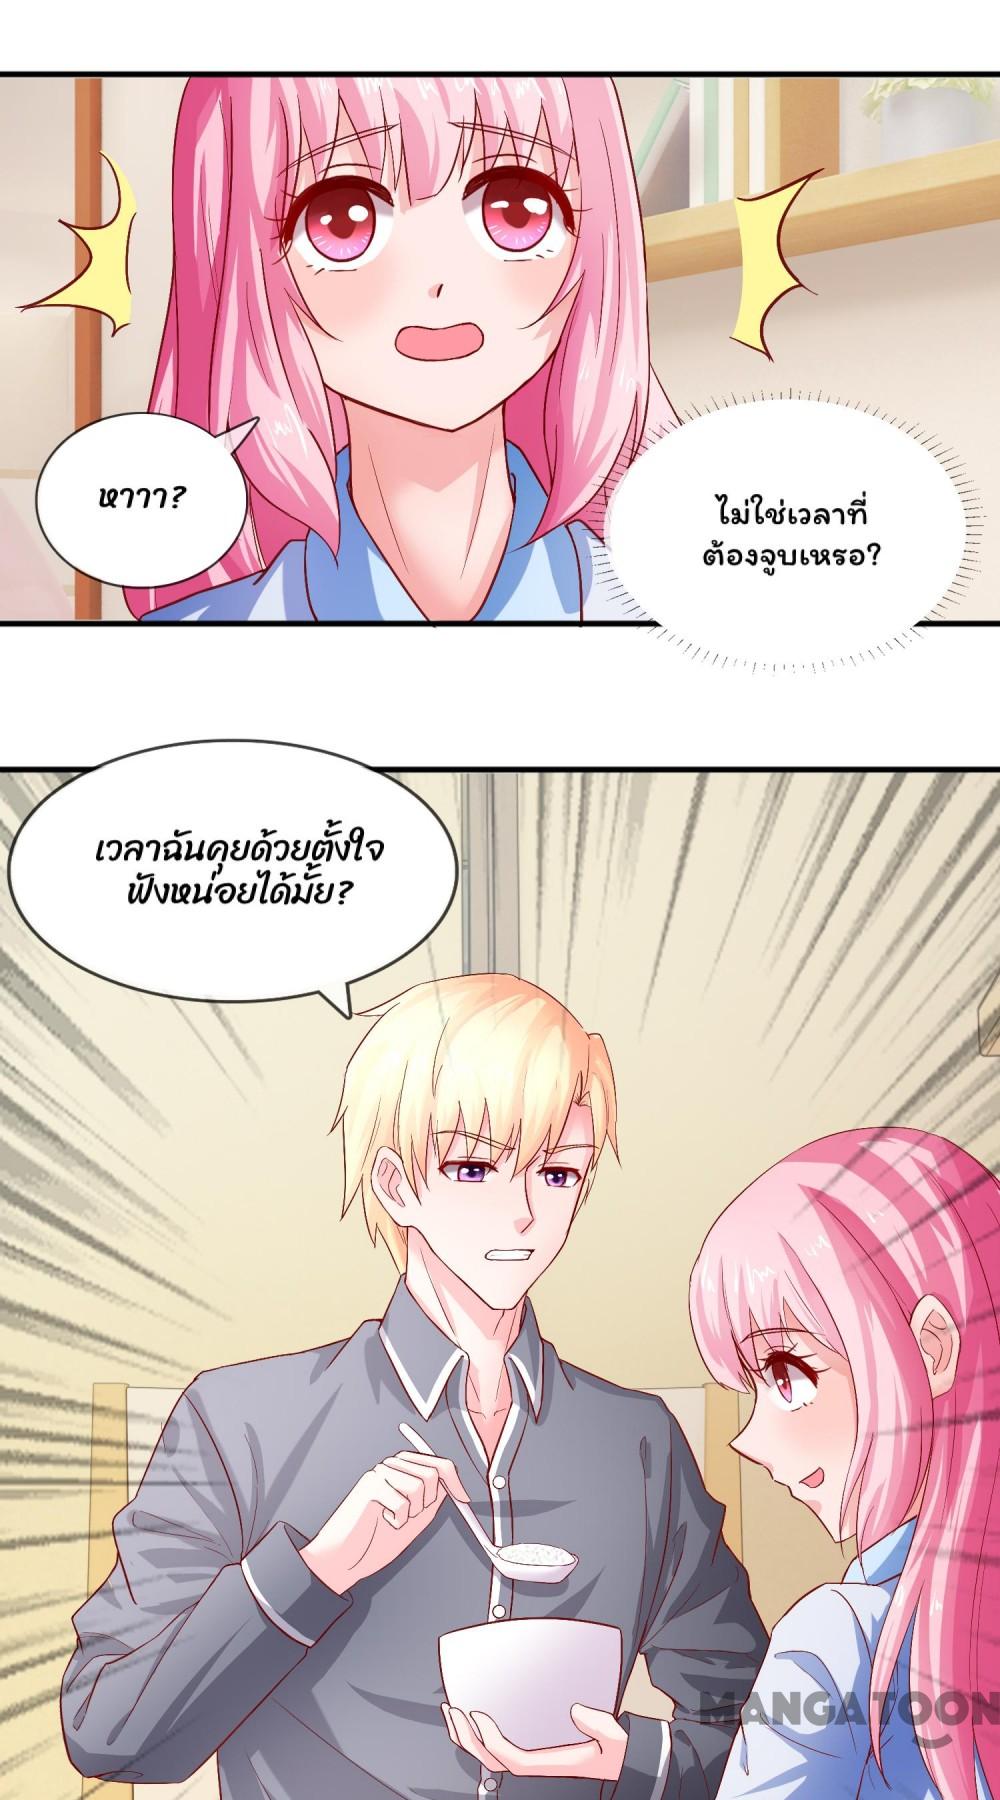 หาาา?
ไม่ใช่เวลาที่
ต้องจูบเหรอ?
เวลาฉันคุยด้วยตั้งใจ
ฟังหน่อยได้มั้ย?
MANGATOON